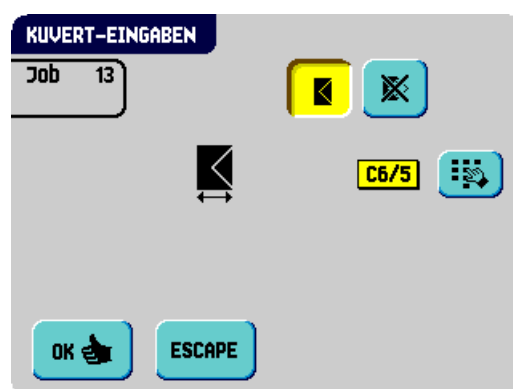 KUVERT-EINGABEN
Job 13
C6/5
OK
ESCAPE